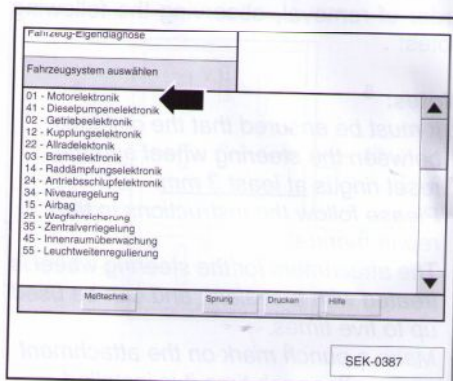 Fahrzeug-Eigendiagnose
Fahrzeugsystem auswählen
01 - Motorelektronik
41 - Dieselpumpenelektronik
02 - Getriebeelektronik
12 - Kupplungselektronik
22 - Allradelektronik
03 - Bremselektronik
14 - Raddämpfungselektronik
24 - Antriebsschlupfelektronik
34 - Niveauregelung
15 - Airbag
25 - Wegfahrsicherung
35 - Zentralverriegelung
45 - Innenraumüberwachung
55 - Leuchtweitenregulierung
Meßtechnik Sprung Drucken Hilfe
SEK-0387